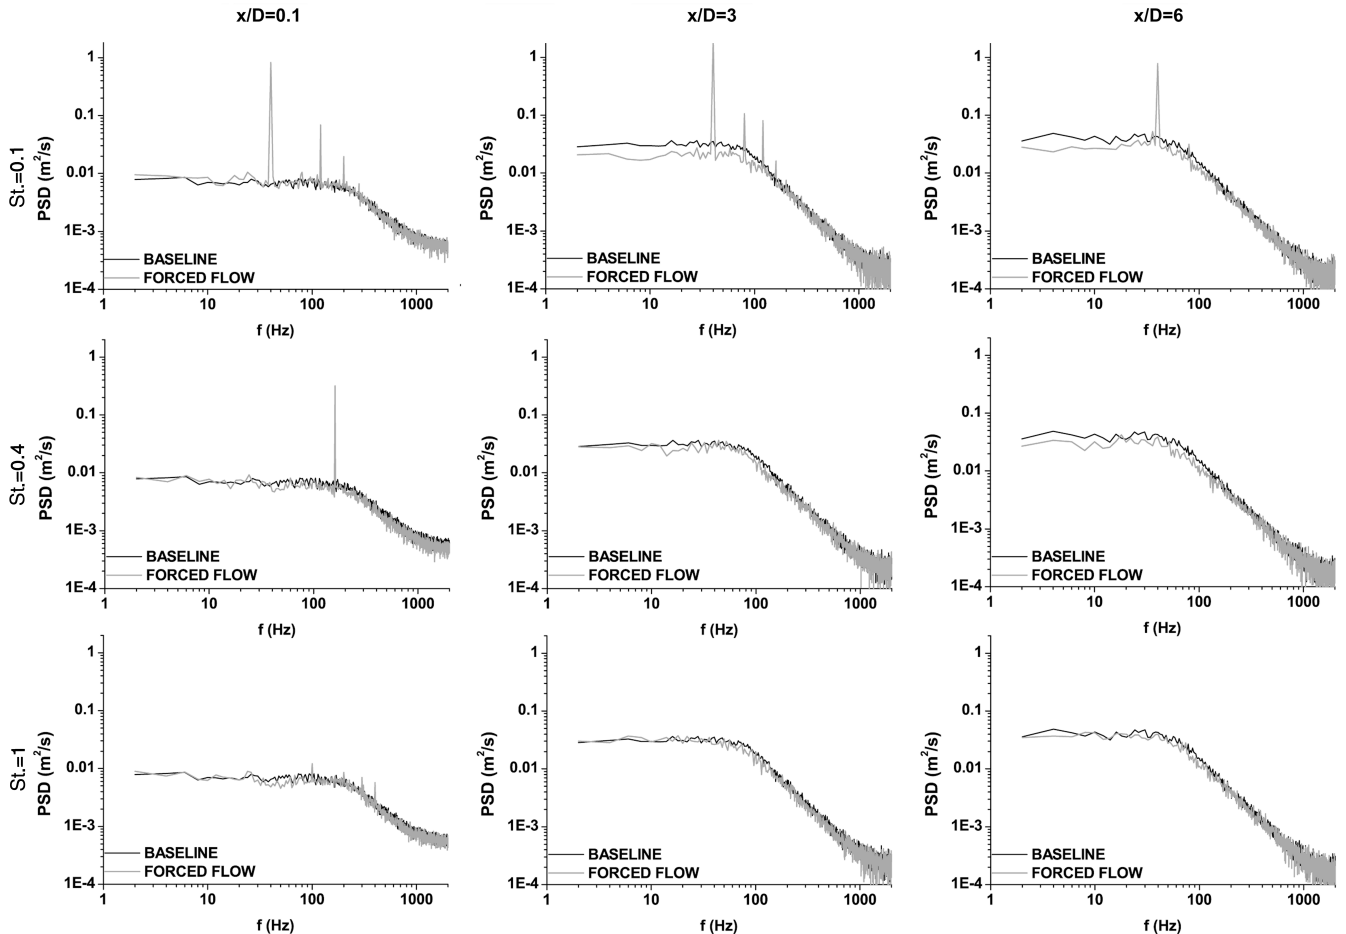 x/D=0.1
x/D=3
x/D=6
St.=0.1
PSD (m²/s)
1
0.1
0.01
1E-3
1E-4
BASELINE
FORCED FLOW
1 10 100 1000
f (Hz)
PSD (m²/s)
1
0.1
0.01
1E-3
1E-4
BASELINE
FORCED FLOW
1 10 100 1000
f (Hz)
PSD (m²/s)
1
0.1
0.01
1E-3
1E-4
BASELINE
FORCED FLOW
1 10 100 1000
f (Hz)
St.=0.4
PSD (m²/s)
1
0.1
0.01
1E-3
1E-4
BASELINE
FORCED FLOW
1 10 100 1000
f (Hz)
PSD (m²/s)
1
0.1
0.01
1E-3
1E-4
BASELINE
FORCED FLOW
1 10 100 1000
f (Hz)
PSD (m²/s)
1
0.1
0.01
1E-3
1E-4
BASELINE
FORCED FLOW
1 10 100 1000
f (Hz)
St.=1
PSD (m²/s)
1
0.1
0.01
1E-3
1E-4
BASELINE
FORCED FLOW
1 10 100 1000
f (Hz)
PSD (m²/s)
1
0.1
0.01
1E-3
1E-4
BASELINE
FORCED FLOW
1 10 100 1000
f (Hz)
PSD (m²/s)
1
0.1
0.01
1E-3
1E-4
BASELINE
FORCED FLOW
1 10 100 1000
f (Hz)